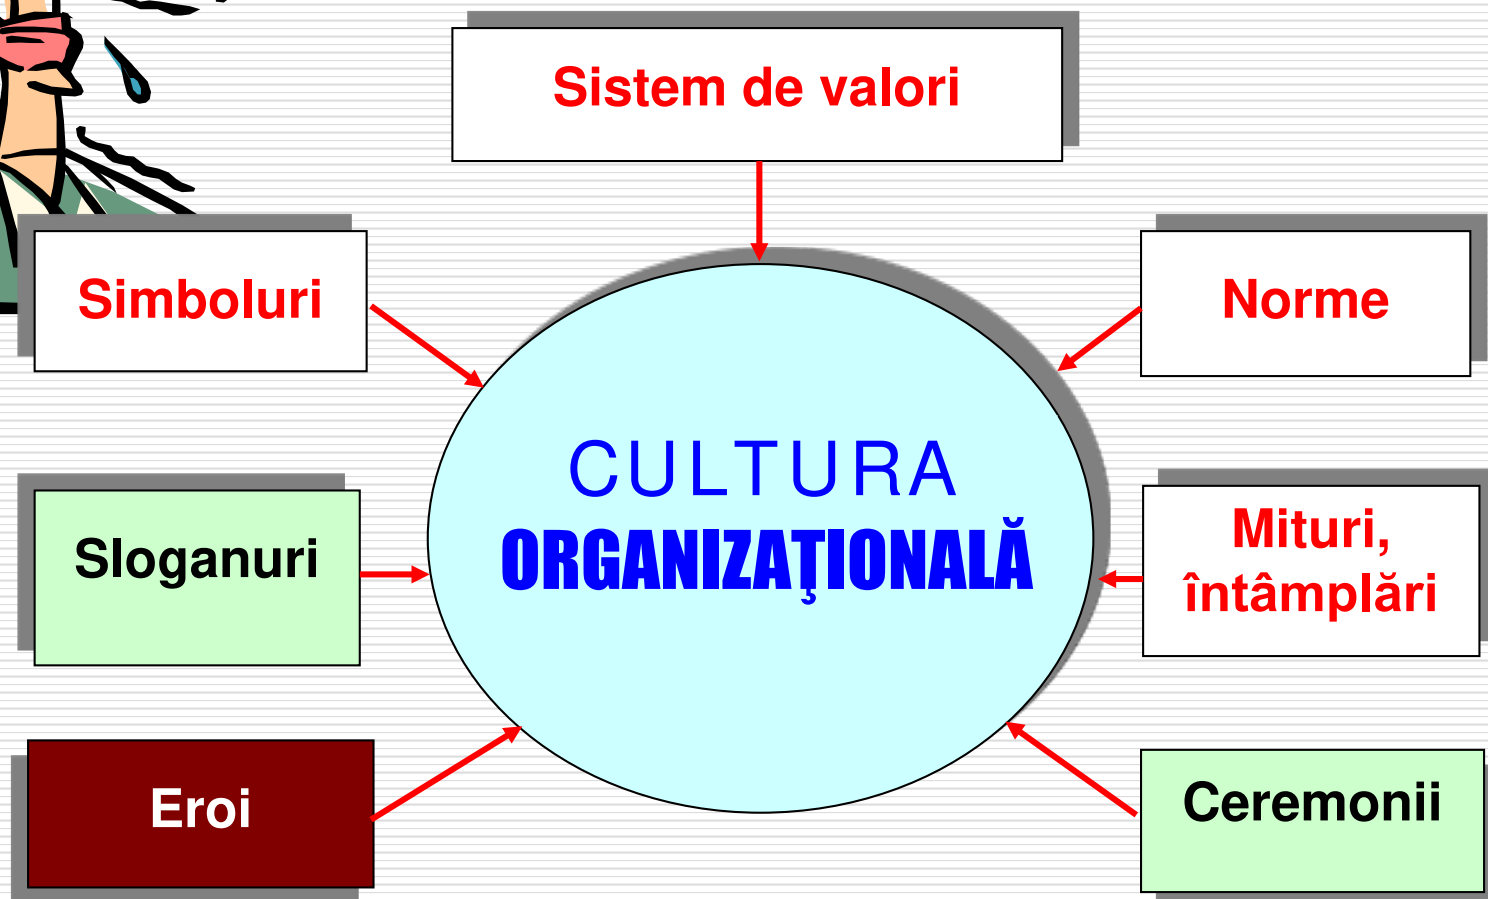 Sistem de valori
Simboluri
Norme
CULTURA
ORGANIZAŢIONALĂ
Sloganuri
Mituri,
întâmplări
Eroi
Ceremonii